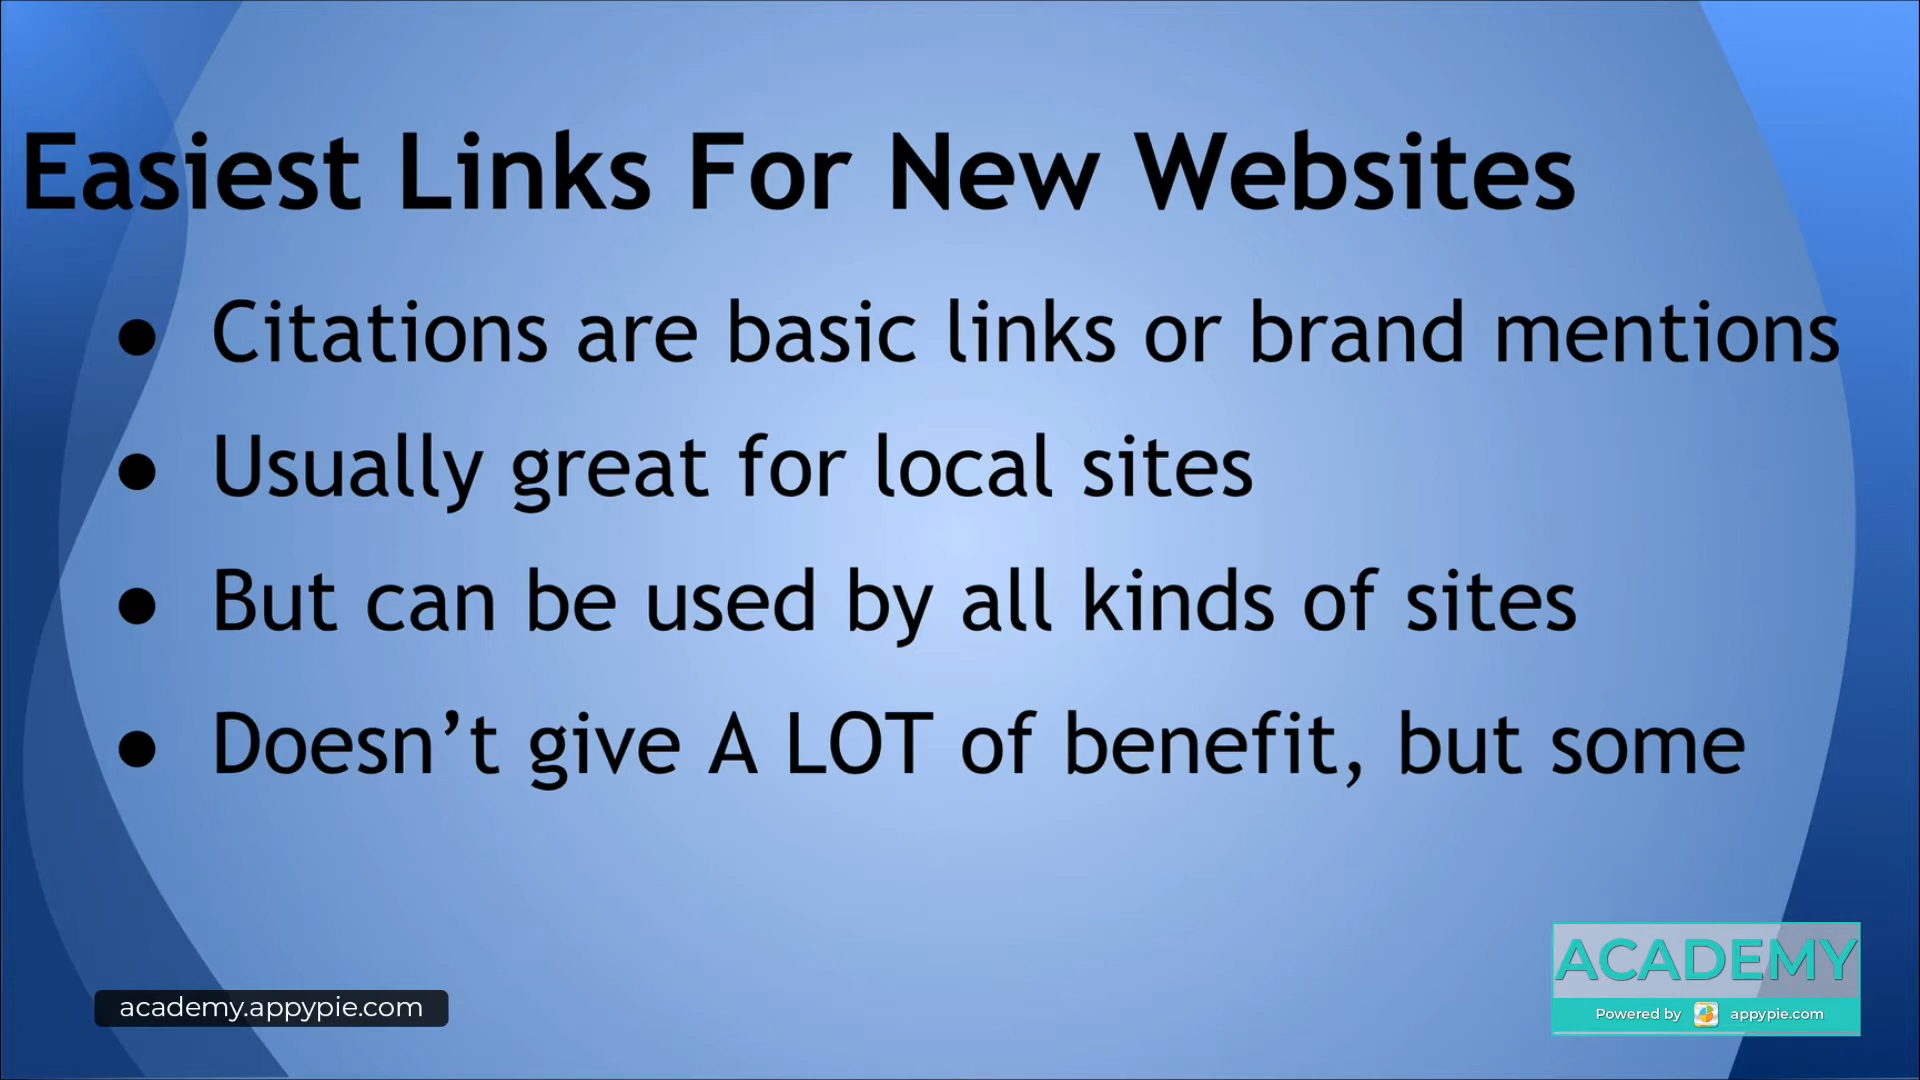 Easiest Links For New Websites
● Citations are basic links or brand mentions
● Usually great for local sites
● But can be used by all kinds of sites
● Doesn’t give A LOT of benefit, but some
academy.appypie.com
ACADEMY
Powered by appypie.com